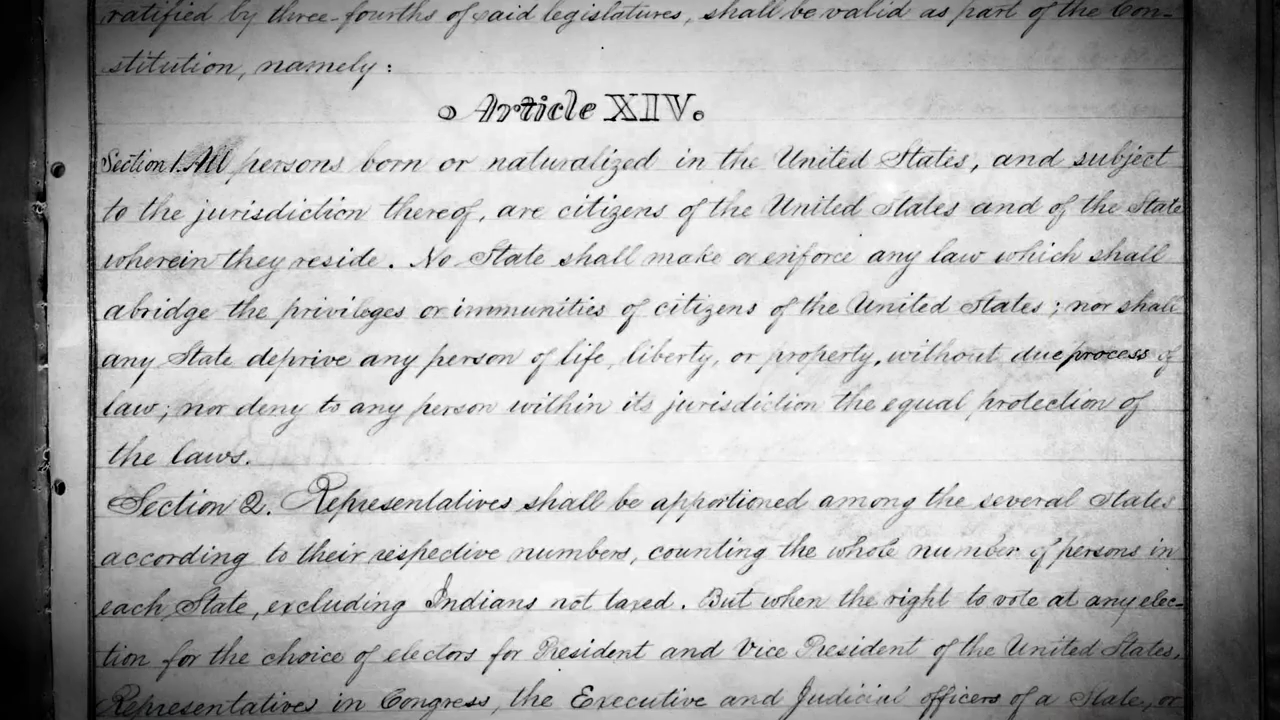 ratified by three-fourths of said legislatures, shall be valid as part of the Con-
stitution, namely:
Article XIV.
Section 1. All persons born or naturalized in the United States, and subject
to the jurisdiction thereof, are citizens of the United States and of the State
wherein they reside. No State shall make or enforce any law which shall
abridge the privileges or immunities of citizens of the United States; nor shall
any State deprive any person of life, liberty, or property, without due process of
law; nor deny to any person within its jurisdiction the equal protection of
the laws.
Section 2. Representatives shall be apportioned among the several States
according to their respective numbers, counting the whole number of persons in
each State, excluding Indians not taxed. But when the right to vote at any elec-
tion for the choice of electors for President and Vice President of the United States,
Representatives in Congress, the Executive and Judicial officers of a State, or